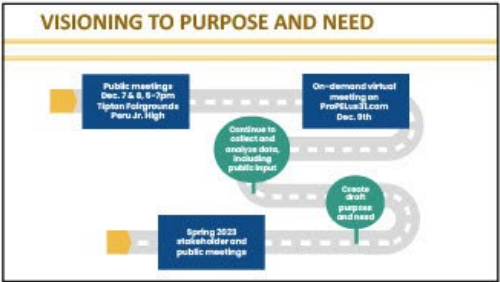 VISIONING TO PURPOSE AND NEED
Public meetings
Dec. 7 & 8, 5-7pm
Tipton Fairgrounds
Peru Jr. High
On-demand virtual
meeting on
ProPELus31.com
Dec. 9th
Continue to
collect and
analyze data,
including
public input
Create
draft
purpose
and need
Spring 2023
stakeholder and
public meetings